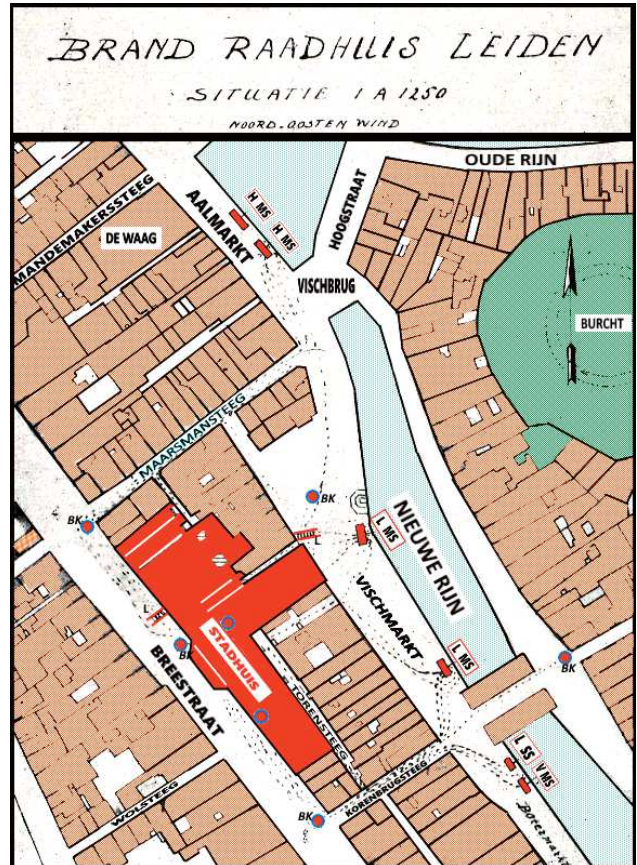 BRAND RAADHUIS LEIDEN
SITUATIE 1 A 1250
NOORD-OOSTEN WIND
OUDE RIJN
MANDEMAKERSSTEEG
DE WAAG
AALMARKT
H MS
H MS
HOOGSTRAAT
VISCHBRUG
BURCHT
MAARSMANSTEEG
BK
BK
NIEUWE RIJN
L MS
L
VISCHMARKT
L
STADHUIS
BREESTRAAT
L MS
BK
TORENSTEEG
L SS
V MS
KORENBRUGSTEEG
WOLSTEEG
BK